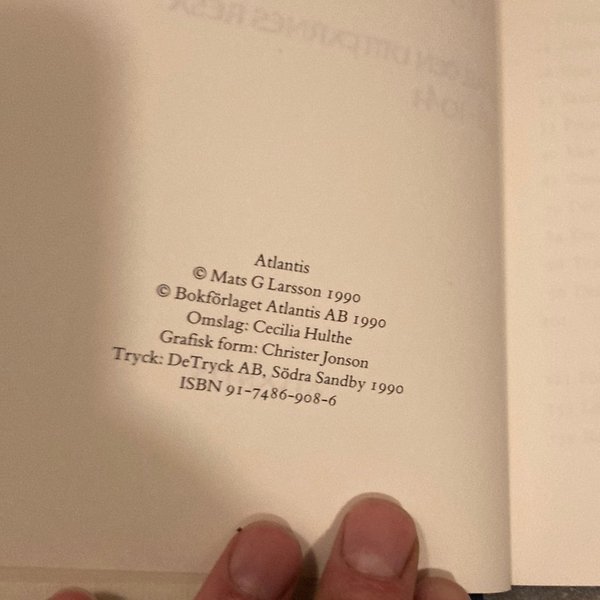 Atlantis
© Mats G Larsson 1990
© Bokförlaget Atlantis AB 1990
Omslag: Cecilia Hulthe
Grafisk form: Christer Jonson
Tryck: DeTryck AB, Södra Sandby 1990
ISBN 91-7486-908-6